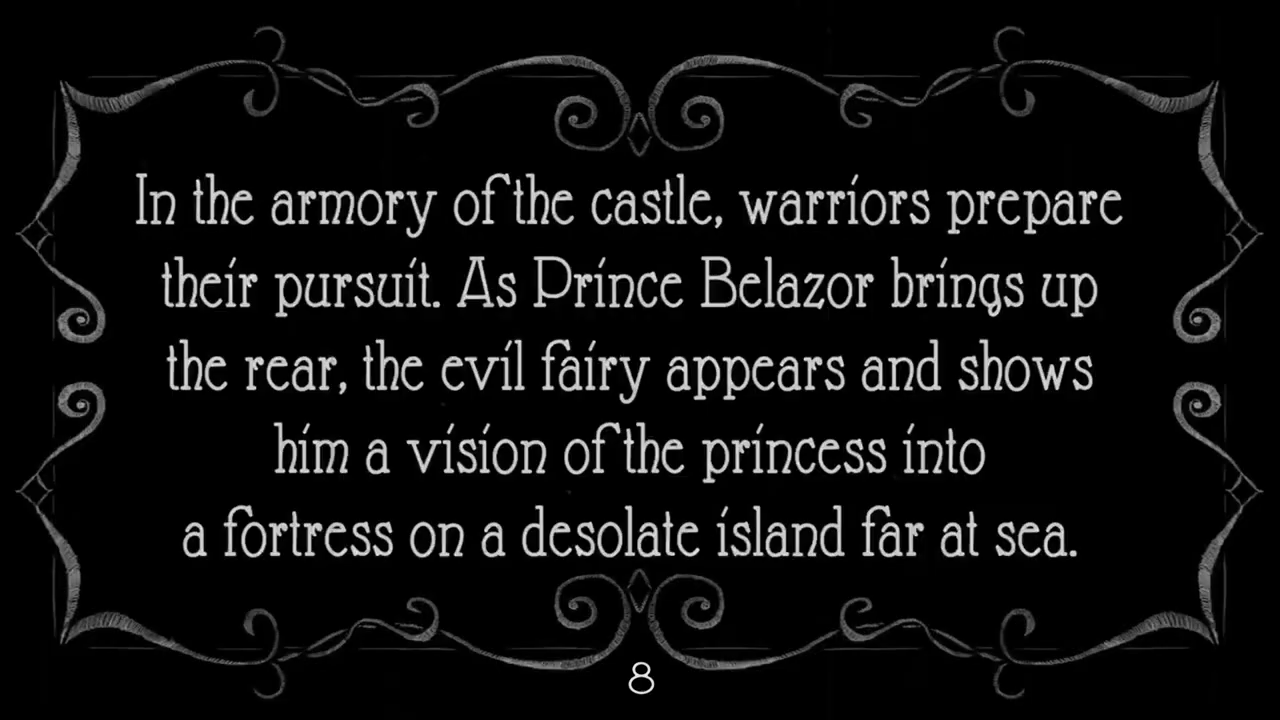 In the armory of the castle, warriors prepare
their pursuit. As Prince Belazor brings up
the rear, the evil fairy appears and shows
him a vision of the princess into
a fortress on a desolate island far at sea.
8